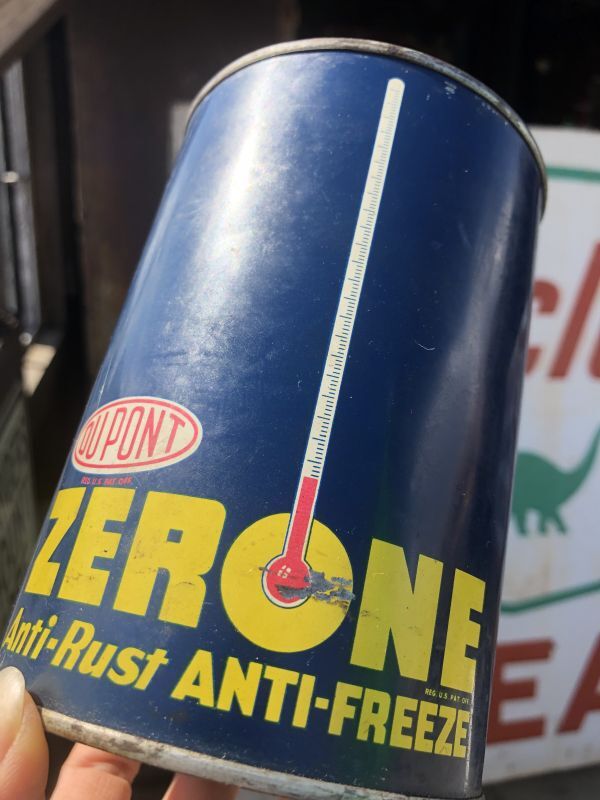 DU PONT
REG. U.S. PAT. OFF.
ZERONE
REG. U.S. PAT. OFF.
Anti-Rust ANTI-FREEZE